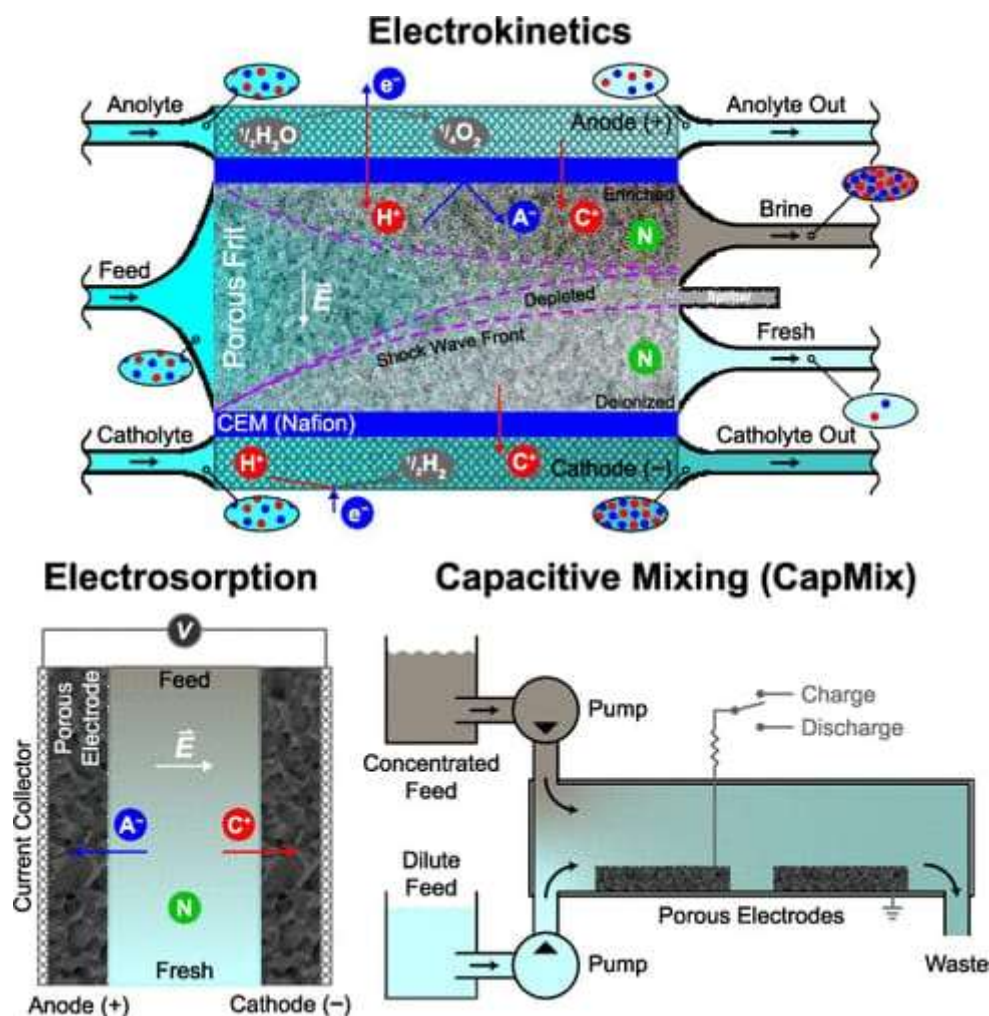 Electrokinetics
e⁻
Anolyte
Anolyte Out
½H₂O
¼O₂
Anode (+)
Enriched
H⁺
A⁻
C⁺
N
Brine
Porous Frit
Feed
E
Depleted
Splitter
Shock Wave Front
Fresh
N
Deionized
CEM (Nafion)
Catholyte
Catholyte Out
H⁺
½H₂
C⁺
Cathode (–)
e⁻
Electrosorption
V
Current Collector
Porous
Electrode
Feed
E
A⁻
C⁺
N
Fresh
Anode (+)
Cathode (–)
Capacitive Mixing (CapMix)
Pump
Charge
Discharge
Concentrated
Feed
Dilute
Feed
Porous Electrodes
Pump
Waste